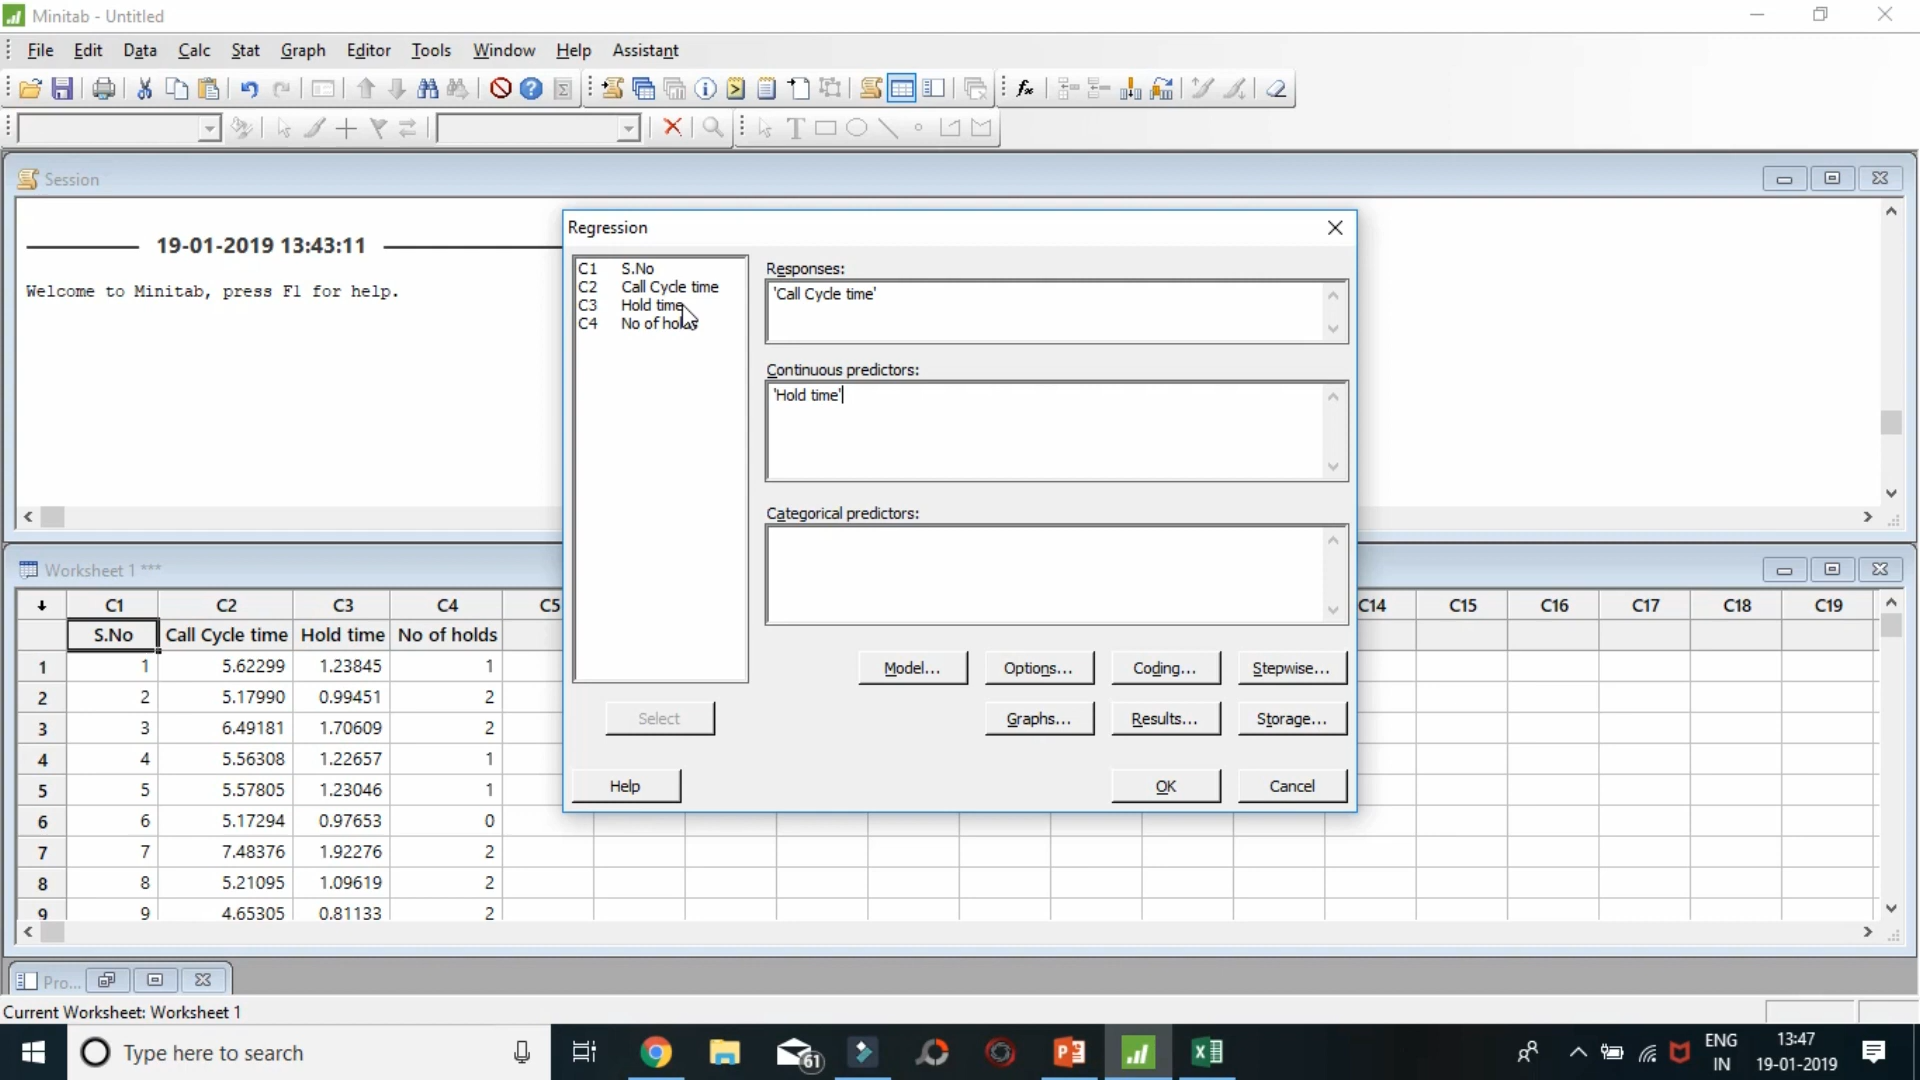 Minitab - Untitled
File Edit Data Calc Stat Graph Editor Tools Window Help Assistant
Session
19-01-2019 13:43:11
Welcome to Minitab, press F1 for help.
Regression
C1 S.No
C2 Call Cycle time
C3 Hold time
C4 No of holds
Select
Help
Responses:
'Call Cycle time'
Continuous predictors:
'Hold time'
Categorical predictors:
Model... Options... Coding... Stepwise...
Graphs... Results... Storage...
OK Cancel
Worksheet 1 ***
C1 C2 C3 C4 C5 C14 C15 C16 C17 C18 C19
S.No Call Cycle time Hold time No of holds
1 1 5.62299 1.23845 1
2 2 5.17990 0.99451 2
3 3 6.49181 1.70609 2
4 4 5.56308 1.22657 1
5 5 5.57805 1.23046 1
6 6 5.17294 0.97653 0
7 7 7.48376 1.92276 2
8 8 5.21095 1.09619 2
9 9 4.65305 0.81133 2
Pro...
Current Worksheet: Worksheet 1
Type here to search
61
ENG
IN
13:47
19-01-2019